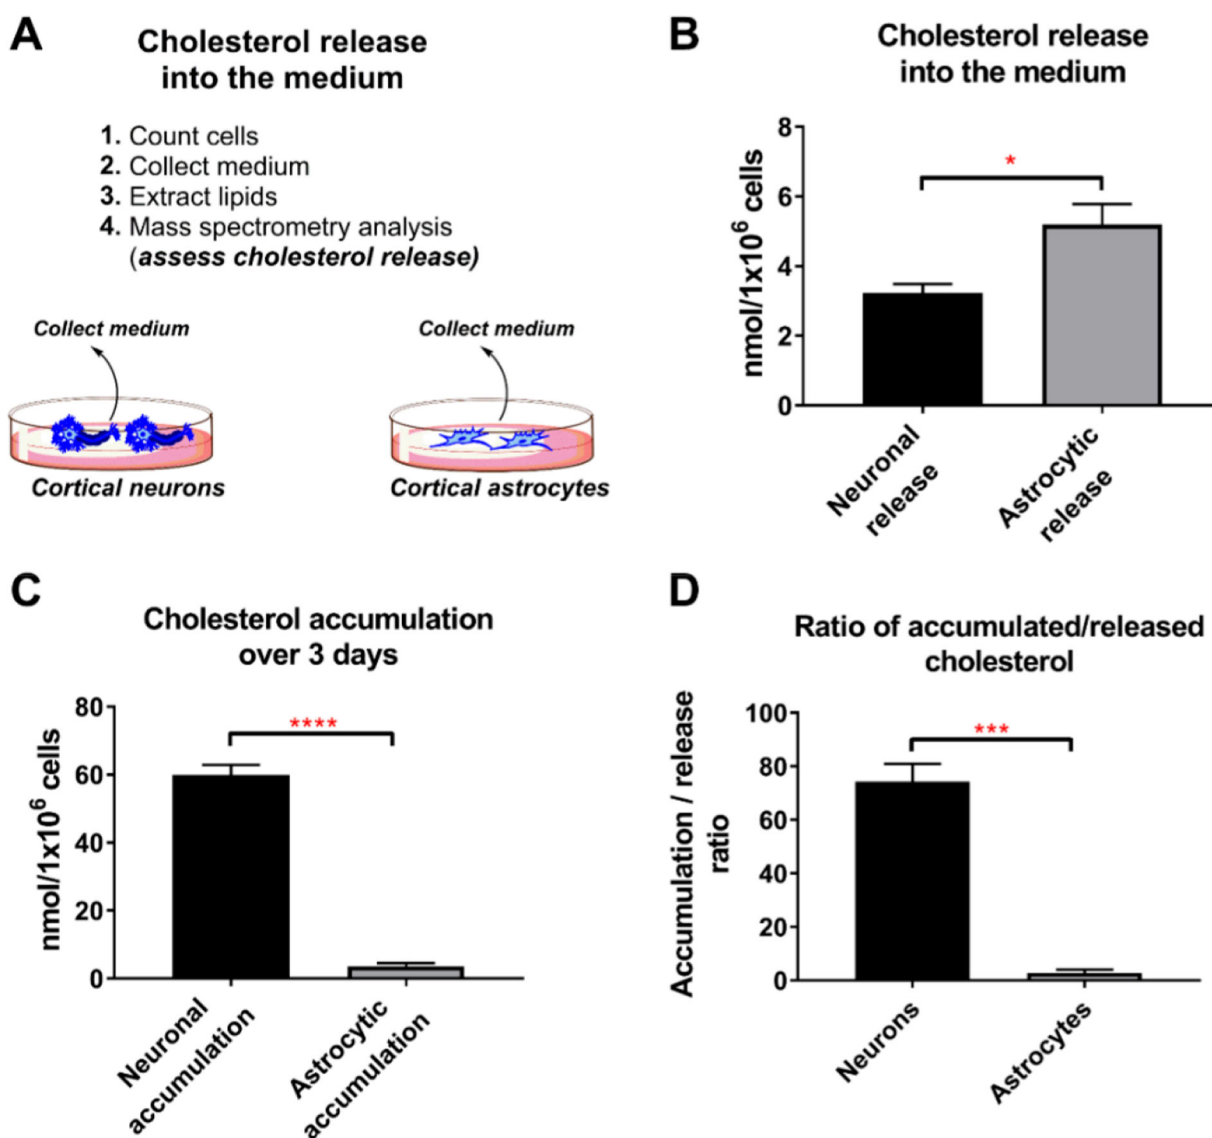 A
Cholesterol release
into the medium
1. Count cells
2. Collect medium
3. Extract lipids
4. Mass spectrometry analysis
(assess cholesterol release)
Collect medium
Collect medium
Cortical neurons
Cortical astrocytes
B
Cholesterol release
into the medium
nmol/1x10⁶ cells
8
6
4
2
0
*
Neuronal
release
Astrocytic
release
C
Cholesterol accumulation
over 3 days
nmol/1x10⁶ cells
80
60
40
20
0
****
Neuronal
accumulation
Astrocytic
accumulation
D
Ratio of accumulated/released
cholesterol
Accumulation / release
ratio
100
80
60
40
20
0
***
Neurons
Astrocytes